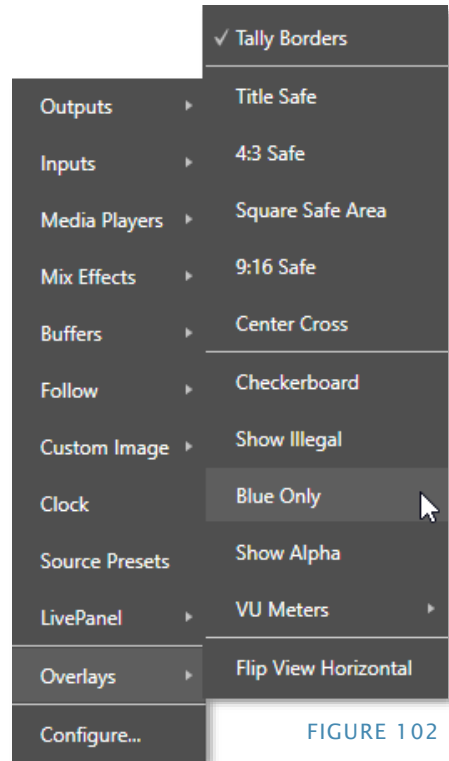 Outputs
Inputs
Media Players
Mix Effects
Buffers
Follow
Custom Image
Clock
Source Presets
LivePanel
Overlays
Configure...
✓ Tally Borders
Title Safe
4:3 Safe
Square Safe Area
9:16 Safe
Center Cross
Checkerboard
Show Illegal
Blue Only
Show Alpha
VU Meters
Flip View Horizontal
FIGURE 102